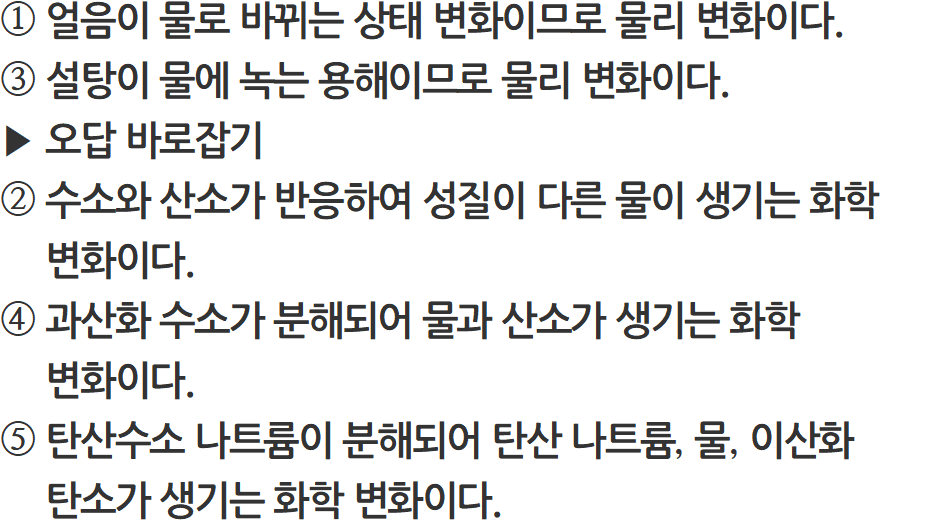 ① 얼음이 물로 바뀌는 상태 변화이므로 물리 변화이다.
③ 설탕이 물에 녹는 용해이므로 물리 변화이다.
▶ 오답 바로잡기
② 수소와 산소가 반응하여 성질이 다른 물이 생기는 화학
변화이다.
④ 과산화 수소가 분해되어 물과 산소가 생기는 화학
변화이다.
⑤ 탄산수소 나트륨이 분해되어 탄산 나트륨, 물, 이산화
탄소가 생기는 화학 변화이다.